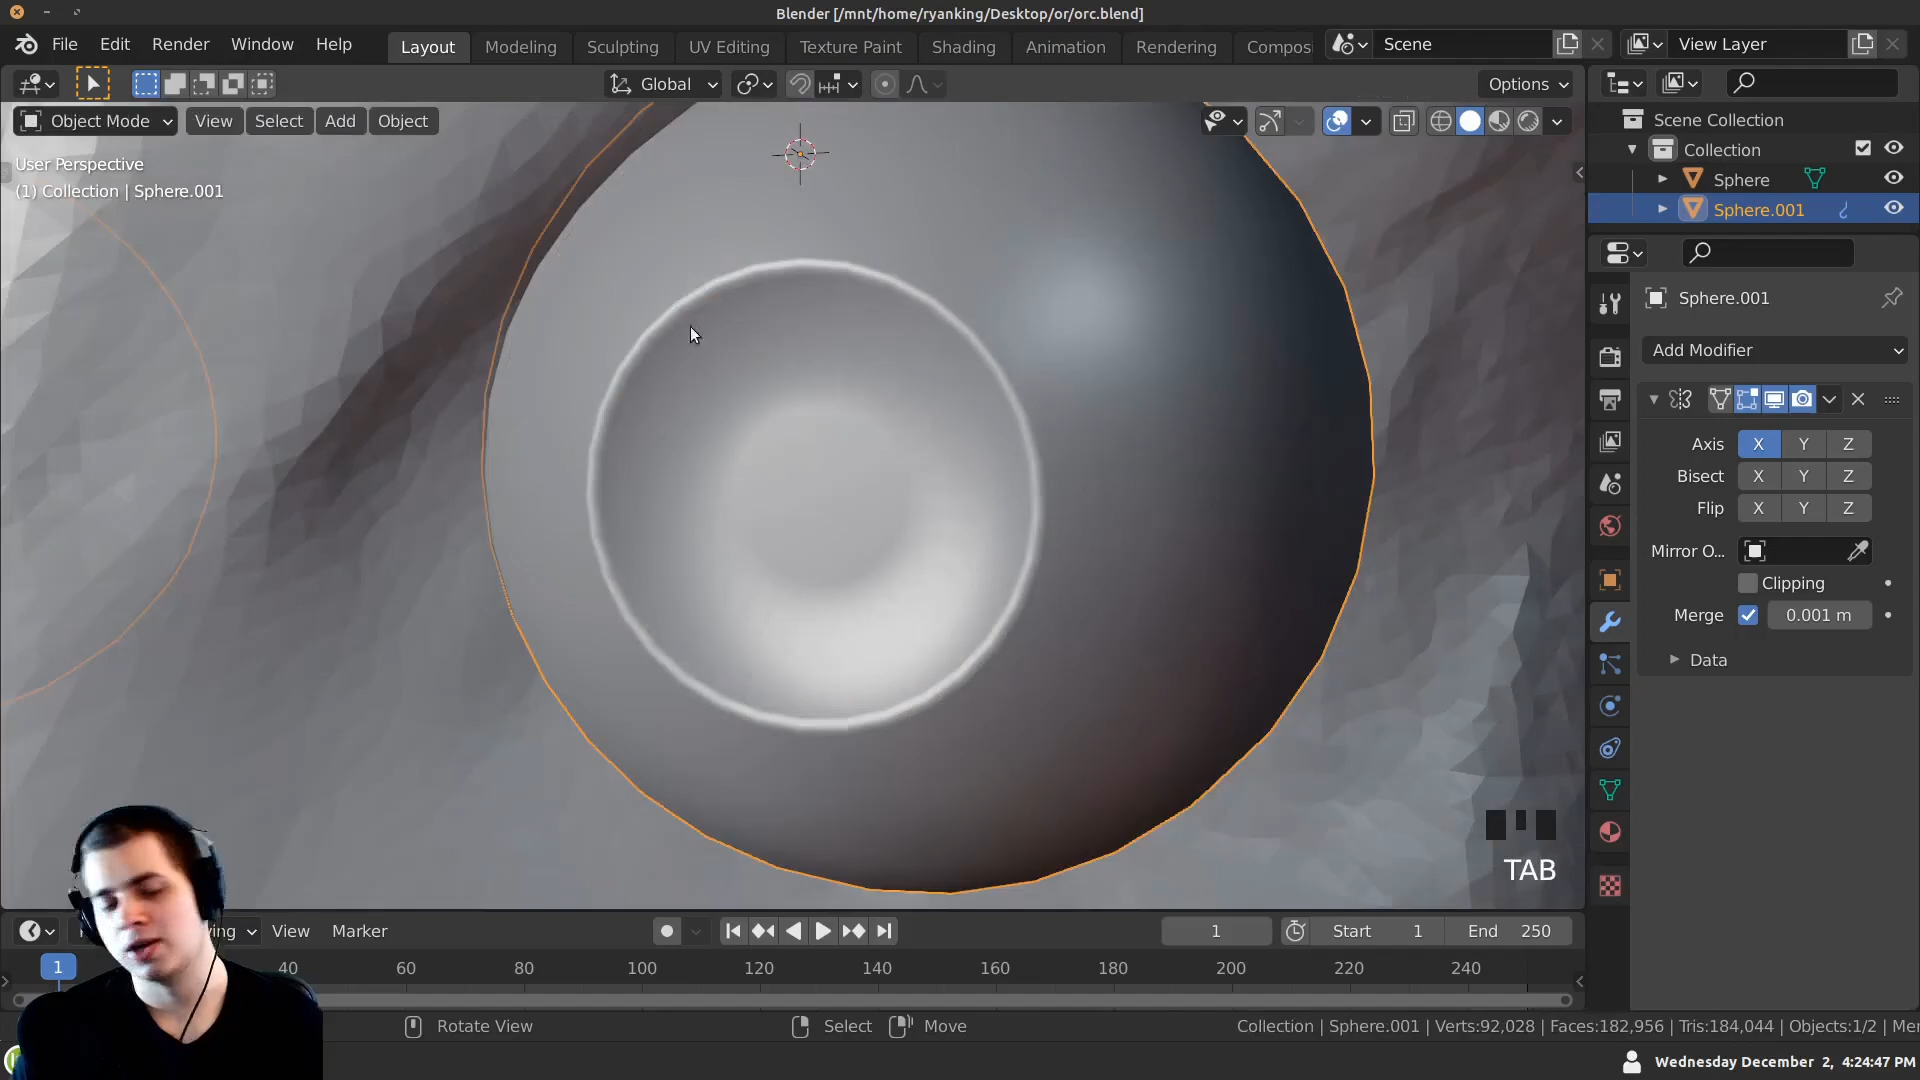 Blender [/mnt/home/ryanking/Desktop/or/orc.blend]
File Edit Render Window Help
Layout Modeling Sculpting UV Editing Texture Paint Shading Animation Rendering Compos
Scene
View Layer
Global
Options
Object Mode View Select Add Object
User Perspective
(1) Collection | Sphere.001
Scene Collection
Collection
Sphere
Sphere.001
Sphere.001
Add Modifier
Axis X Y Z
Bisect X Y Z
Flip X Y Z
Mirror O...
Clipping
Merge 0.001 m
Data
TAB
ing View Marker
1
Start 1
End 250
1 40 60 80 100 120 140 160 180 200 220 240
Rotate View
Select
Move
Collection | Sphere.001 | Verts:92,028 | Faces:182,956 | Tris:184,044 | Objects:1/2 | Me
Wednesday December 2, 4:24:47 PM